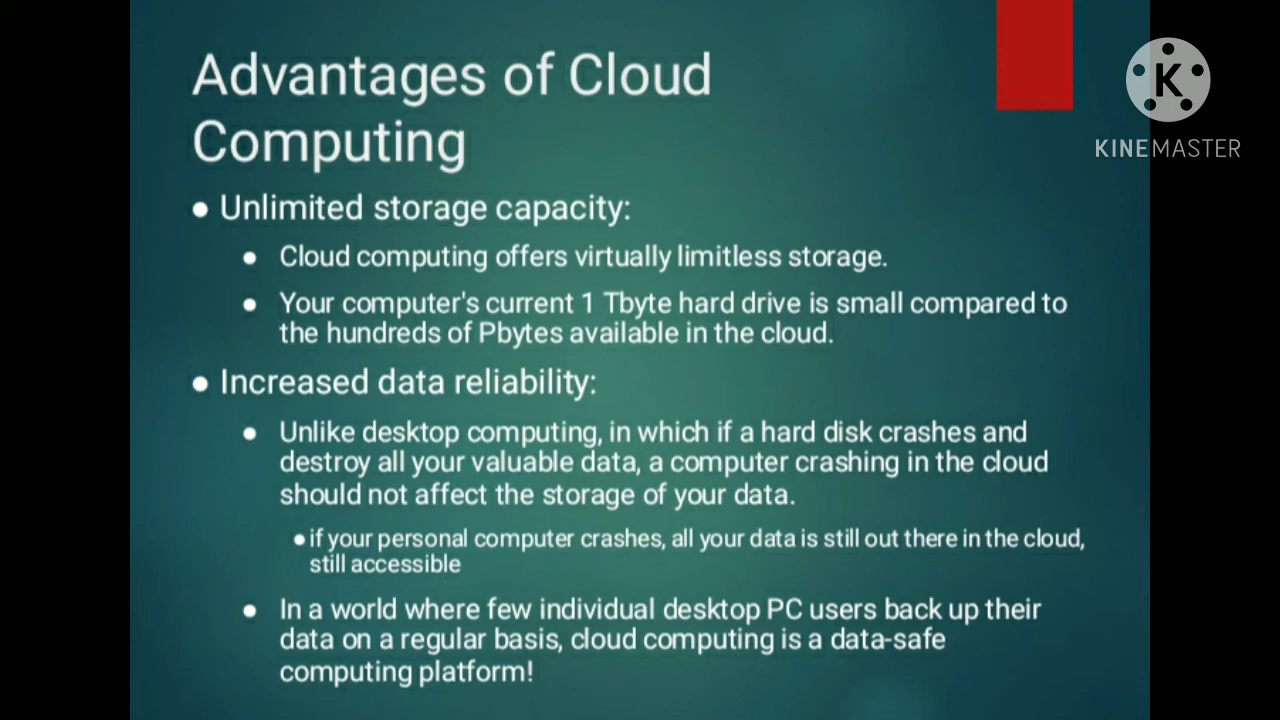 Advantages of Cloud
Computing
K
KINEMASTER
● Unlimited storage capacity:
● Cloud computing offers virtually limitless storage.
● Your computer's current 1 Tbyte hard drive is small compared to
the hundreds of Pbytes available in the cloud.
● Increased data reliability:
● Unlike desktop computing, in which if a hard disk crashes and
destroy all your valuable data, a computer crashing in the cloud
should not affect the storage of your data.
● if your personal computer crashes, all your data is still out there in the cloud,
still accessible
● In a world where few individual desktop PC users back up their
data on a regular basis, cloud computing is a data-safe
computing platform!